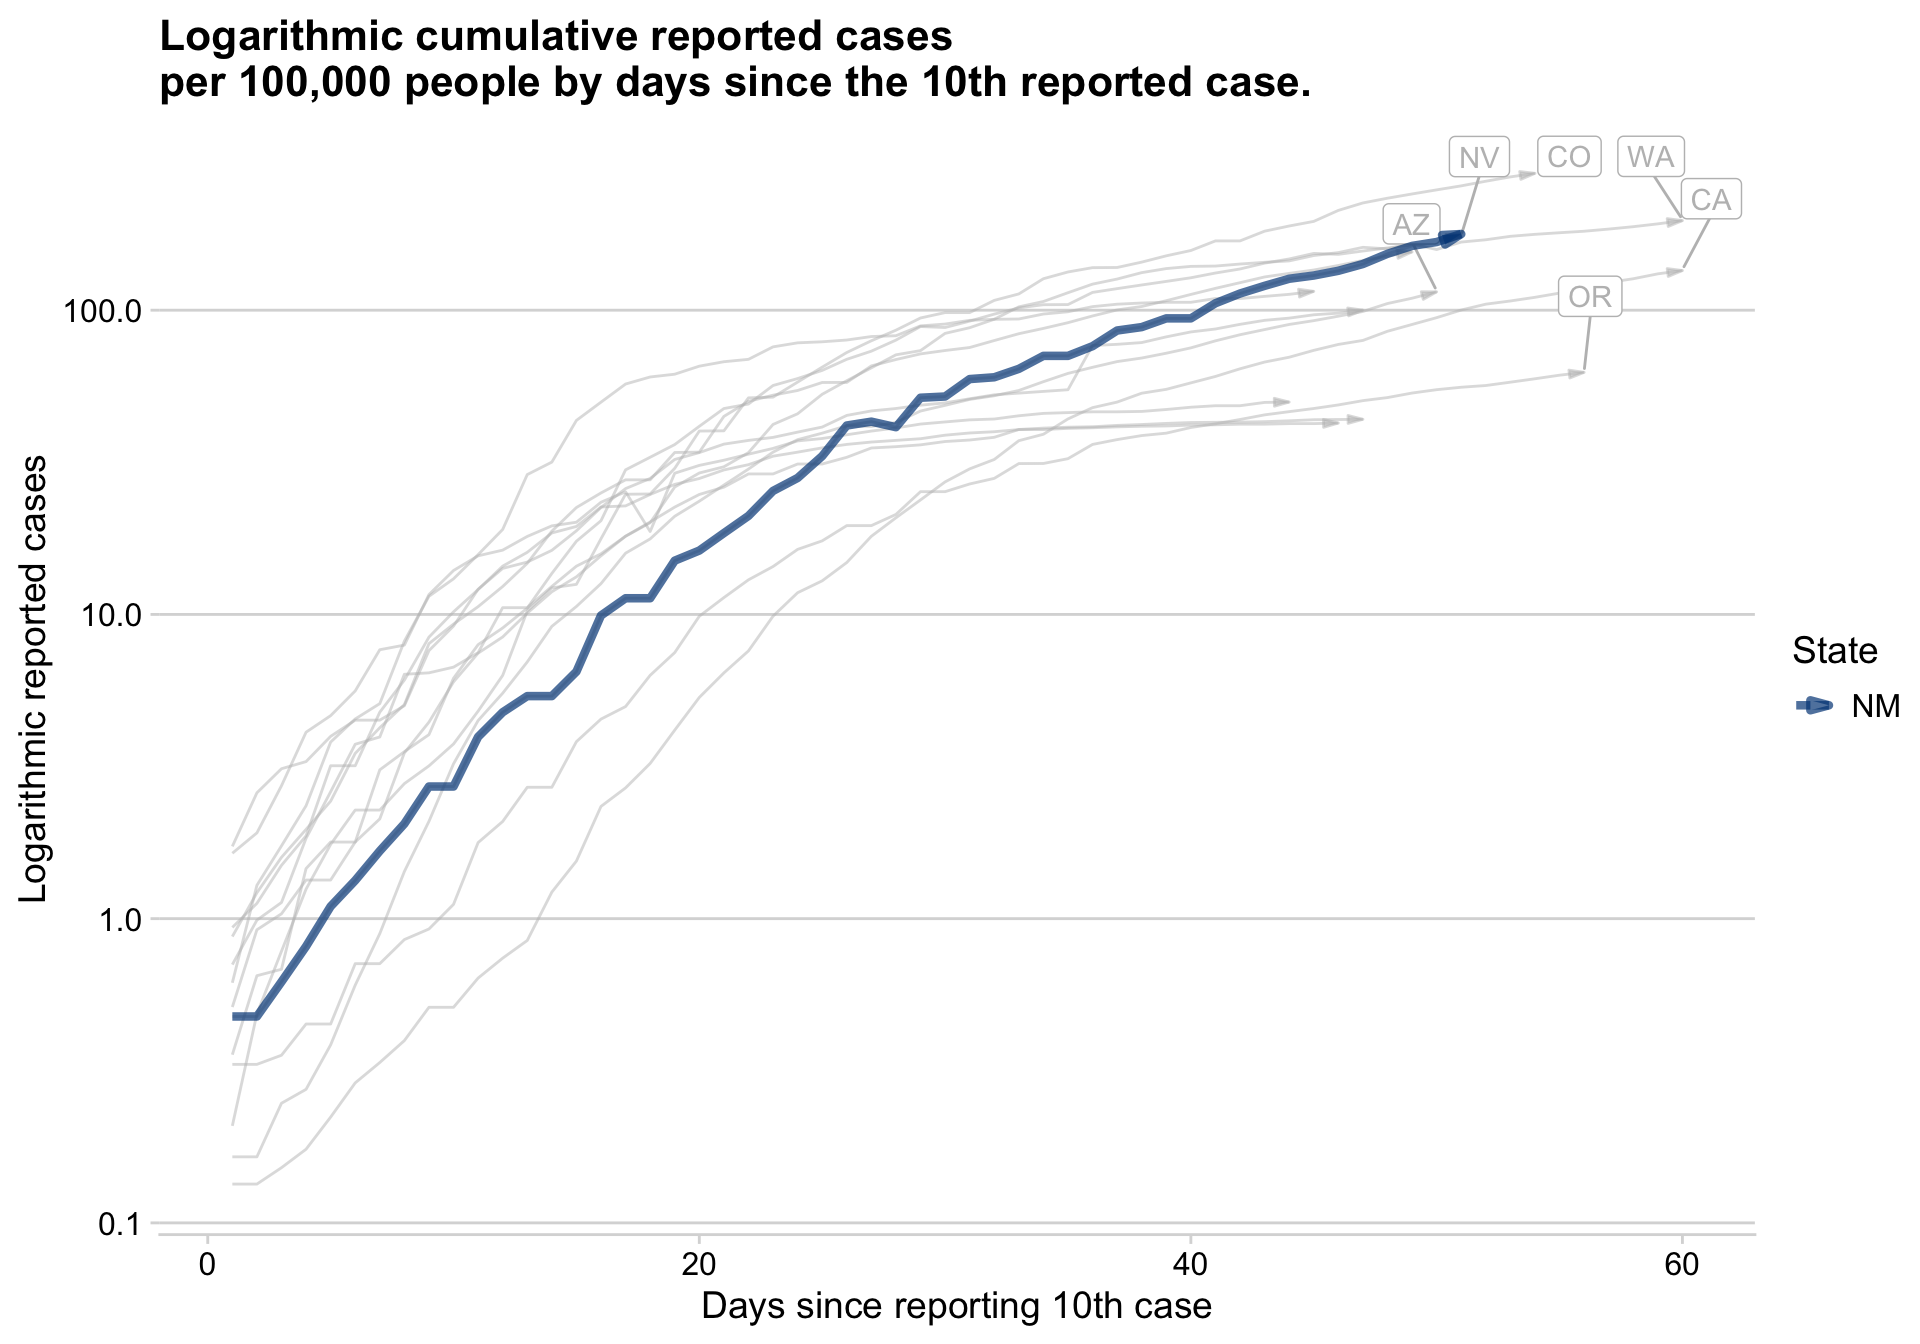 Logarithmic cumulative reported cases
per 100,000 people by days since the 10th reported case.
NV CO WA
CA
AZ
OR
100.0
10.0
1.0
0.1
Logarithmic reported cases
State
NM
0 20 40 60
Days since reporting 10th case